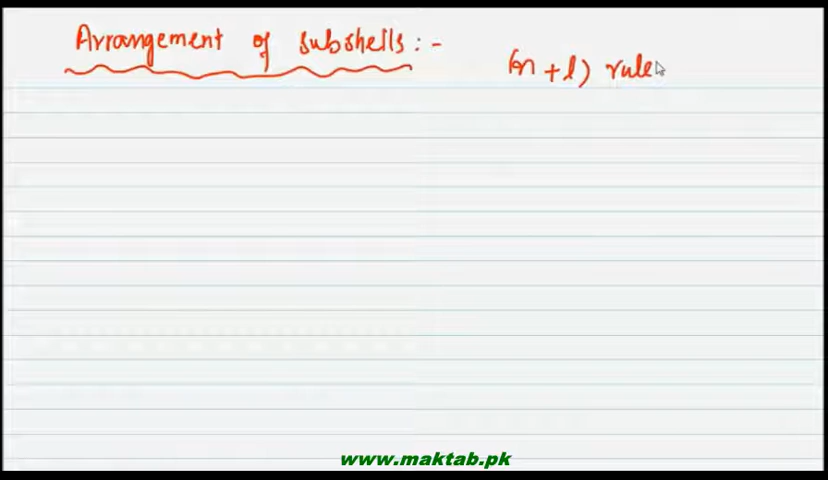 Arrangement of subshells :-
(n + l) rule
www.maktab.pk